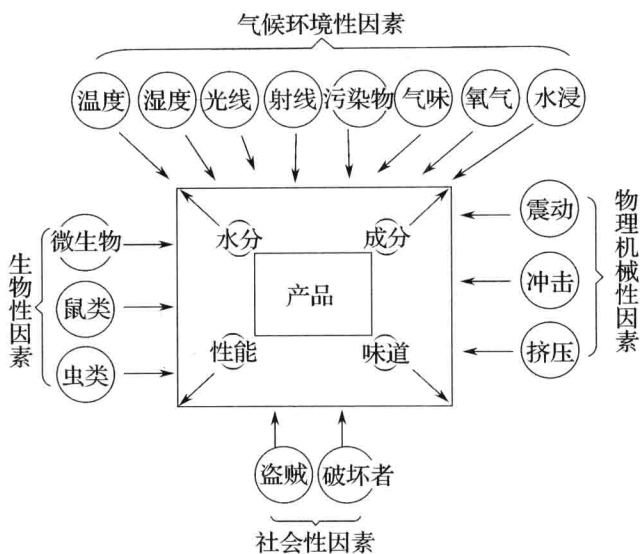 气候环境性因素
温度 湿度 光线 射线 污染物 气味 氧气 水浸
生物性因素
微生物
鼠类
虫类
水分 成分
产品
性能 味道
震动
冲击
挤压
物理机械性因素
盗贼 破坏者
社会性因素